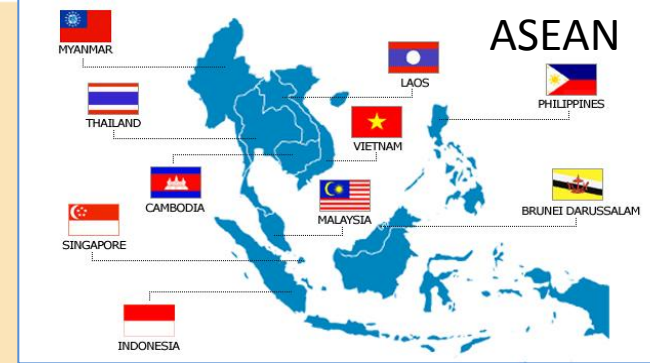 ASEAN
MYANMAR
LAOS
PHILIPPINES
THAILAND
VIETNAM
CAMBODIA
MALAYSIA
BRUNEI DARUSSALAM
SINGAPORE
INDONESIA